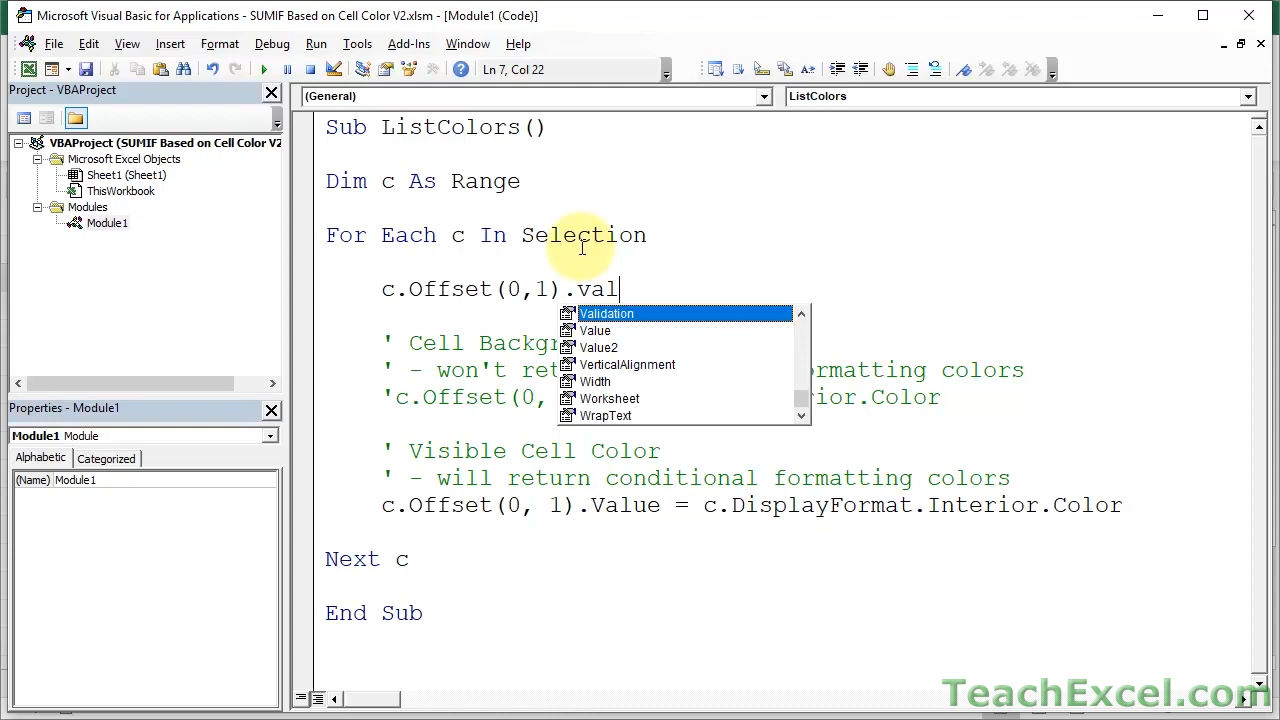 Microsoft Visual Basic for Applications - SUMIF Based on Cell Color V2.xlsm - [Module1 (Code)]
File Edit View Insert Format Debug Run Tools Add-Ins Window Help
Ln 7, Col 22
Project - VBAProject
(General) ListColors
VBAProject (SUMIF Based on Cell Color V2
Microsoft Excel Objects
Sheet1 (Sheet1)
ThisWorkbook
Modules
Module1
Properties - Module1
Module1 Module
Alphabetic Categorized
(Name) Module1
Sub ListColors()
Dim c As Range
For Each c In Selection
c.Offset(0,1).val
Validation
Value
Value2
VerticalAlignment
Width
Worksheet
WrapText
' Cell Backgr
' - won't ret ormatting colors
'c.Offset(0, rior.Color
' Visible Cell Color
' - will return conditional formatting colors
c.Offset(0, 1).Value = c.DisplayFormat.Interior.Color
Next c
End Sub
TeachExcel.com